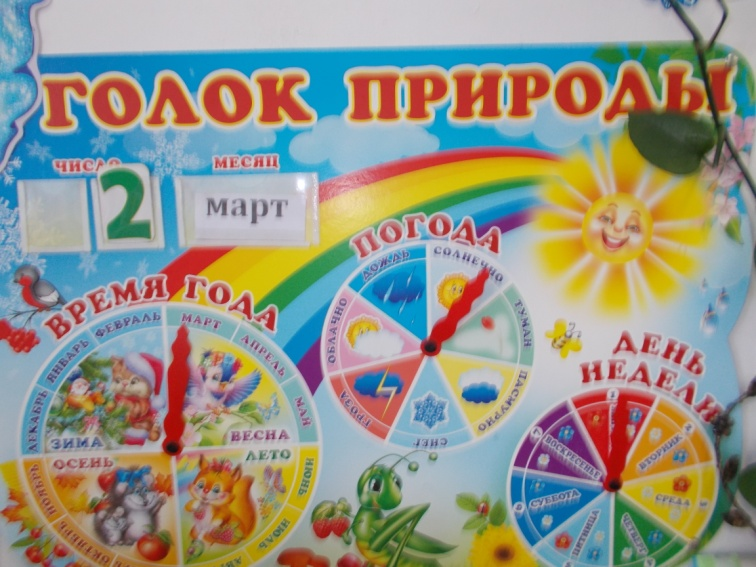 ГОЛОК ПРИРОДЫ
ЧИСЛО
МЕСЯЦ
2
март
ПОГОДА
ДОЖДЬ
СОЛНЕЧНО
ТУМАН
ПАСМУРНО
СНЕГ
ГРОЗА
ОБЛАЧНО
ВРЕМЯ ГОДА
ЯНВАРЬ
ФЕВРАЛЬ
МАРТ
АПРЕЛЬ
МАЙ
ДЕКАБРЬ
ЗИМА
ВЕСНА
ОСЕНЬ
ЛЕТО
ИЮНЬ
ИЮЛЬ
НОЯБРЬ
ОКТЯБРЬ
ДЕНЬ
НЕДЕЛИ
ВОСКРЕСЕНЬЕ
ВТОРНИК
СРЕДА
ЧЕТВЕРГ
ПЯТНИЦА
СУББОТА